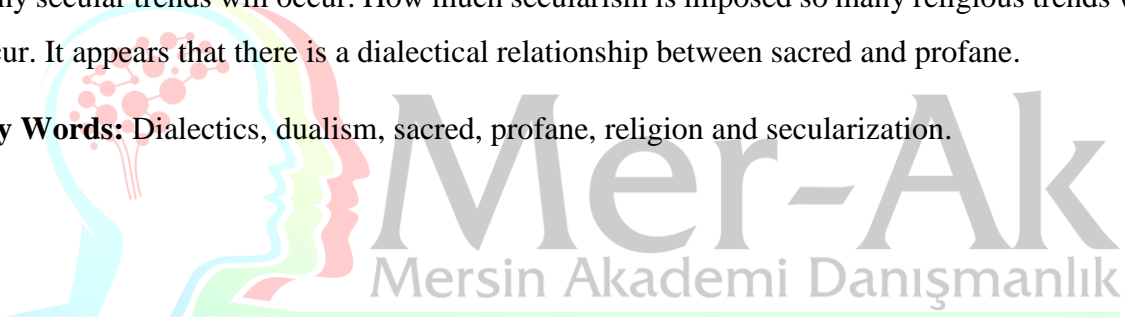 ny secular trends will occur. How much secularism is imposed so many religious trends
cur. It appears that there is a dialectical relationship between sacred and profane.
y Words: Dialectics, dualism, sacred, profane, religion and secularization.
Mer-Ak
Mersin Akademi Danışmanlık